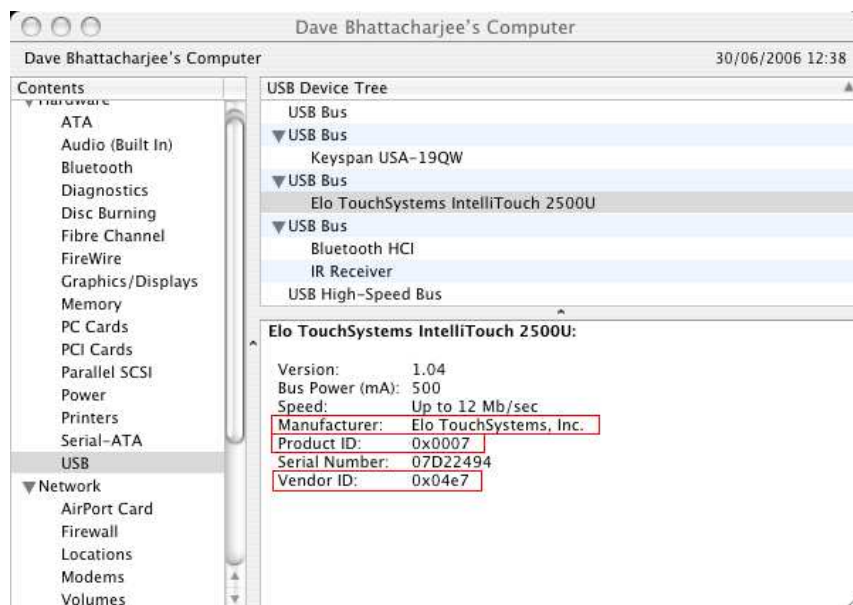 Dave Bhattacharjee's Computer
Dave Bhattacharjee's Computer 30/06/2006 12:38
Contents
Hardware
ATA
Audio (Built In)
Bluetooth
Diagnostics
Disc Burning
Fibre Channel
FireWire
Graphics/Displays
Memory
PC Cards
PCI Cards
Parallel SCSI
Power
Printers
Serial-ATA
USB
Network
AirPort Card
Firewall
Locations
Modems
Volumes
USB Device Tree
USB Bus
USB Bus
Keyspan USA-19QW
USB Bus
Elo TouchSystems IntelliTouch 2500U
USB Bus
Bluetooth HCI
IR Receiver
USB High-Speed Bus
Elo TouchSystems IntelliTouch 2500U:
Version: 1.04
Bus Power (mA): 500
Speed: Up to 12 Mb/sec
Manufacturer: Elo TouchSystems, Inc.
Product ID: 0x0007
Serial Number: 07D22494
Vendor ID: 0x04e7